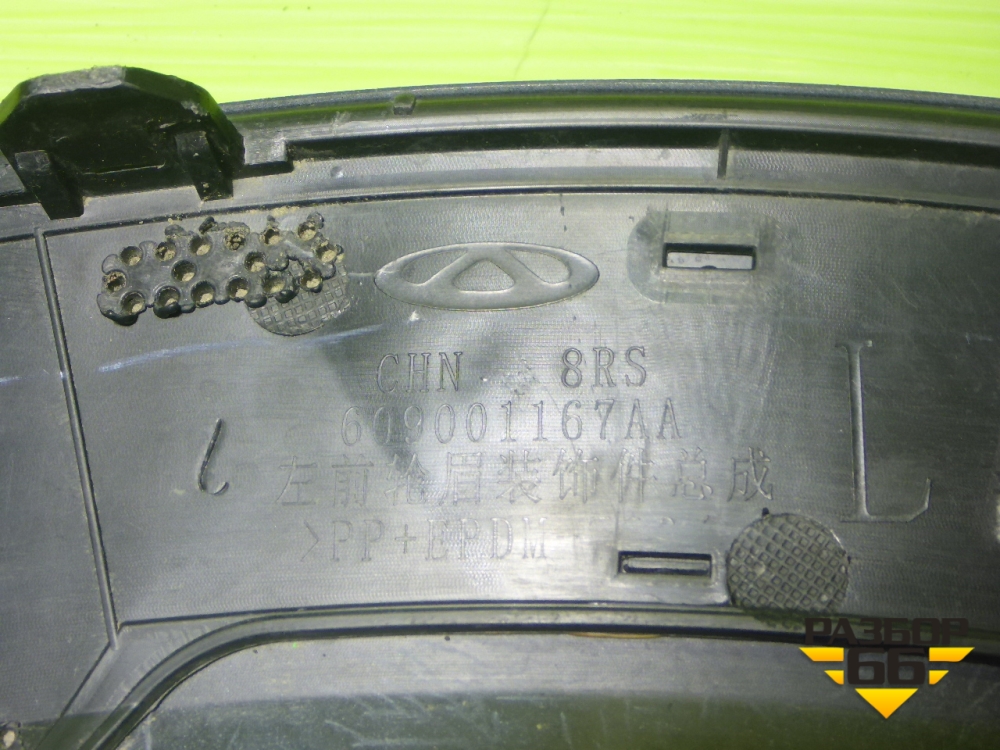 CHN 8RS
609001167AA
左前轮眉装饰件总成
>PP+EPDM
L
РАЗБОР
66